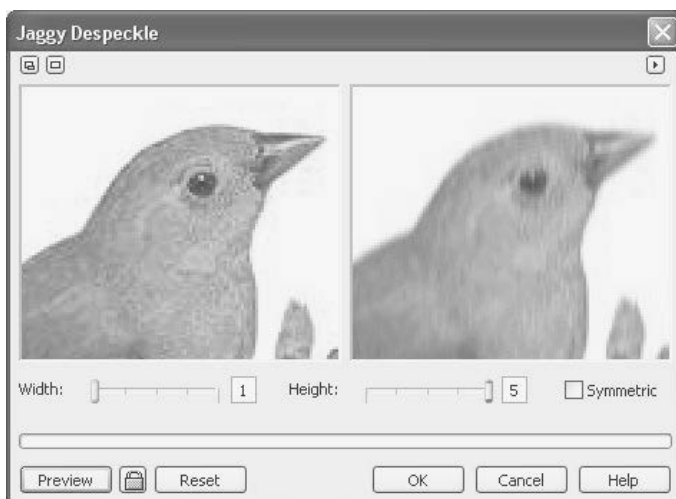 Jaggy Despeckle
Width: 1 Height: 5 Symmetric
Preview Reset OK Cancel Help